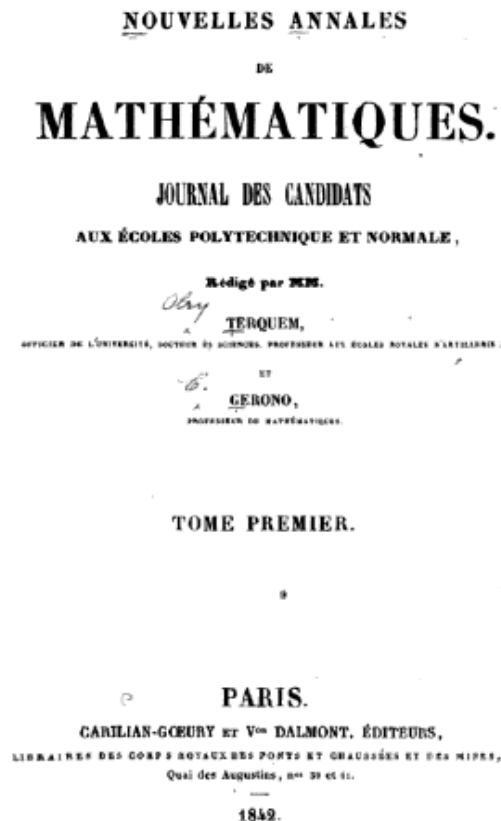 NOUVELLES ANNALES
DE
MATHÉMATIQUES.
JOURNAL DES CANDIDATS
AUX ÉCOLES POLYTECHNIQUE ET NORMALE,
Rédigé par MM.
Olry
TERQUEM,
OFFICIER DE L'UNIVERSITÉ, DOCTEUR ÈS SCIENCES, PROFESSEUR AUX ÉCOLES ROYALES D'ARTILLERIE,
ET
GERONO,
PROFESSEUR DE MATHÉMATIQUES.
TOME PREMIER.
PARIS.
CARILIAN-GŒURY ET Vor DALMONT, ÉDITEURS,
LIBRAIRES DES CORPS ROYAUX DES PONTS ET CHAUSSÉES ET DES MINES,
Quai des Augustins, nos 39 et 41.
1842.